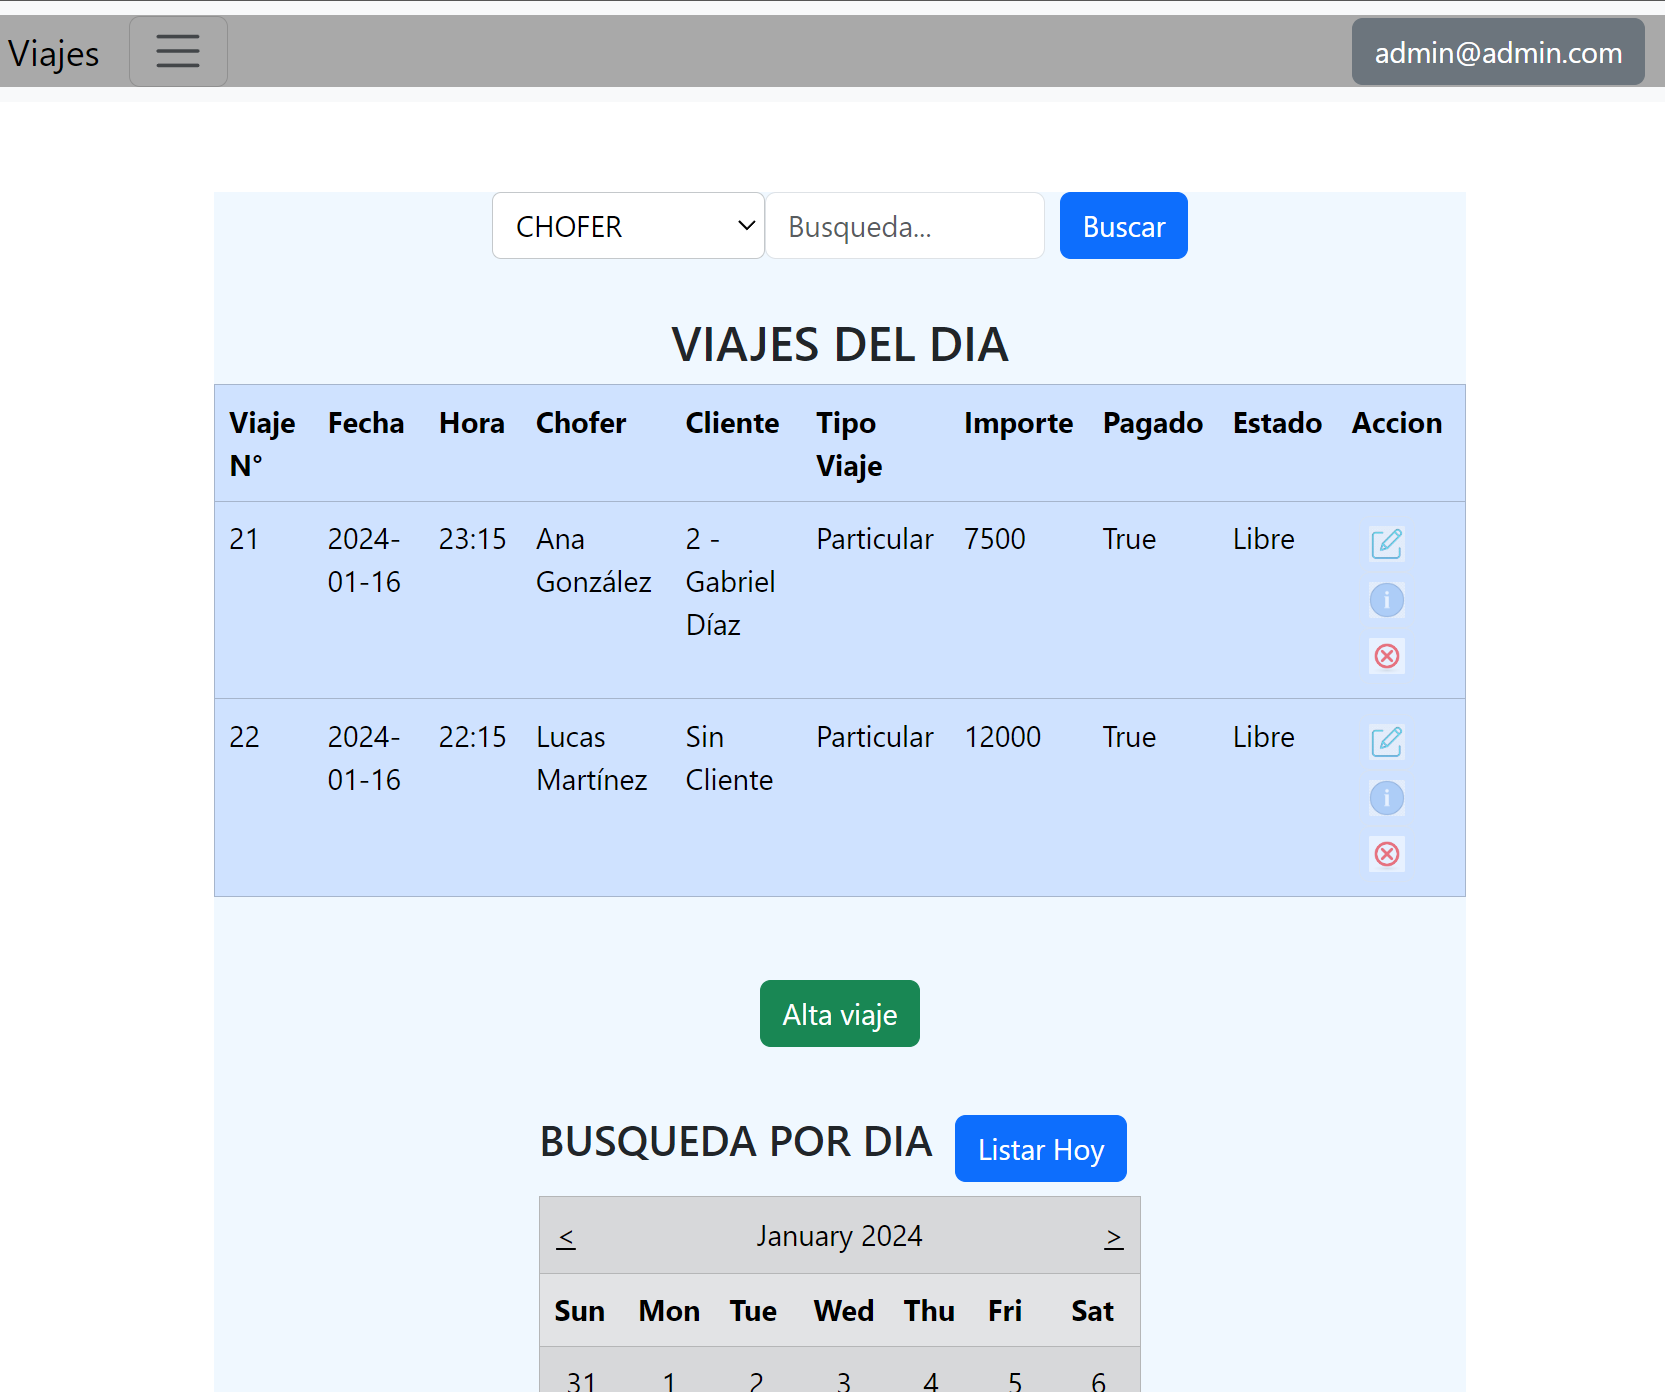 Viajes
admin@admin.com
CHOFER
Busqueda...
Buscar
VIAJES DEL DIA
Viaje N° Fecha Hora Chofer Cliente Tipo Viaje Importe Pagado Estado Accion
21 2024-01-16 23:15 Ana González 2 - Gabriel Díaz Particular 7500 True Libre
22 2024-01-16 22:15 Lucas Martínez Sin Cliente Particular 12000 True Libre
Alta viaje
BUSQUEDA POR DIA Listar Hoy
< January 2024 >
Sun Mon Tue Wed Thu Fri Sat
31 1 2 3 4 5 6